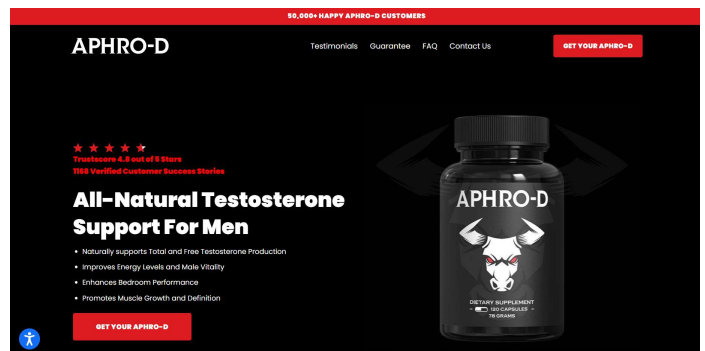 50,000+ HAPPY APHRO-D CUSTOMERS
APHRO-D
Testimonials Guarantee FAQ Contact Us
GET YOUR APHRO-D
Trustscore 4.8 out of 5 Stars
1168 Verified Customer Success Stories
All-Natural Testosterone
Support For Men
Naturally supports Total and Free Testosterone Production
Improves Energy Levels and Male Vitality
Enhances Bedroom Performance
Promotes Muscle Growth and Definition
GET YOUR APHRO-D
APHRO-D
DIETARY SUPPLEMENT
120 CAPSULES
78 GRAMS